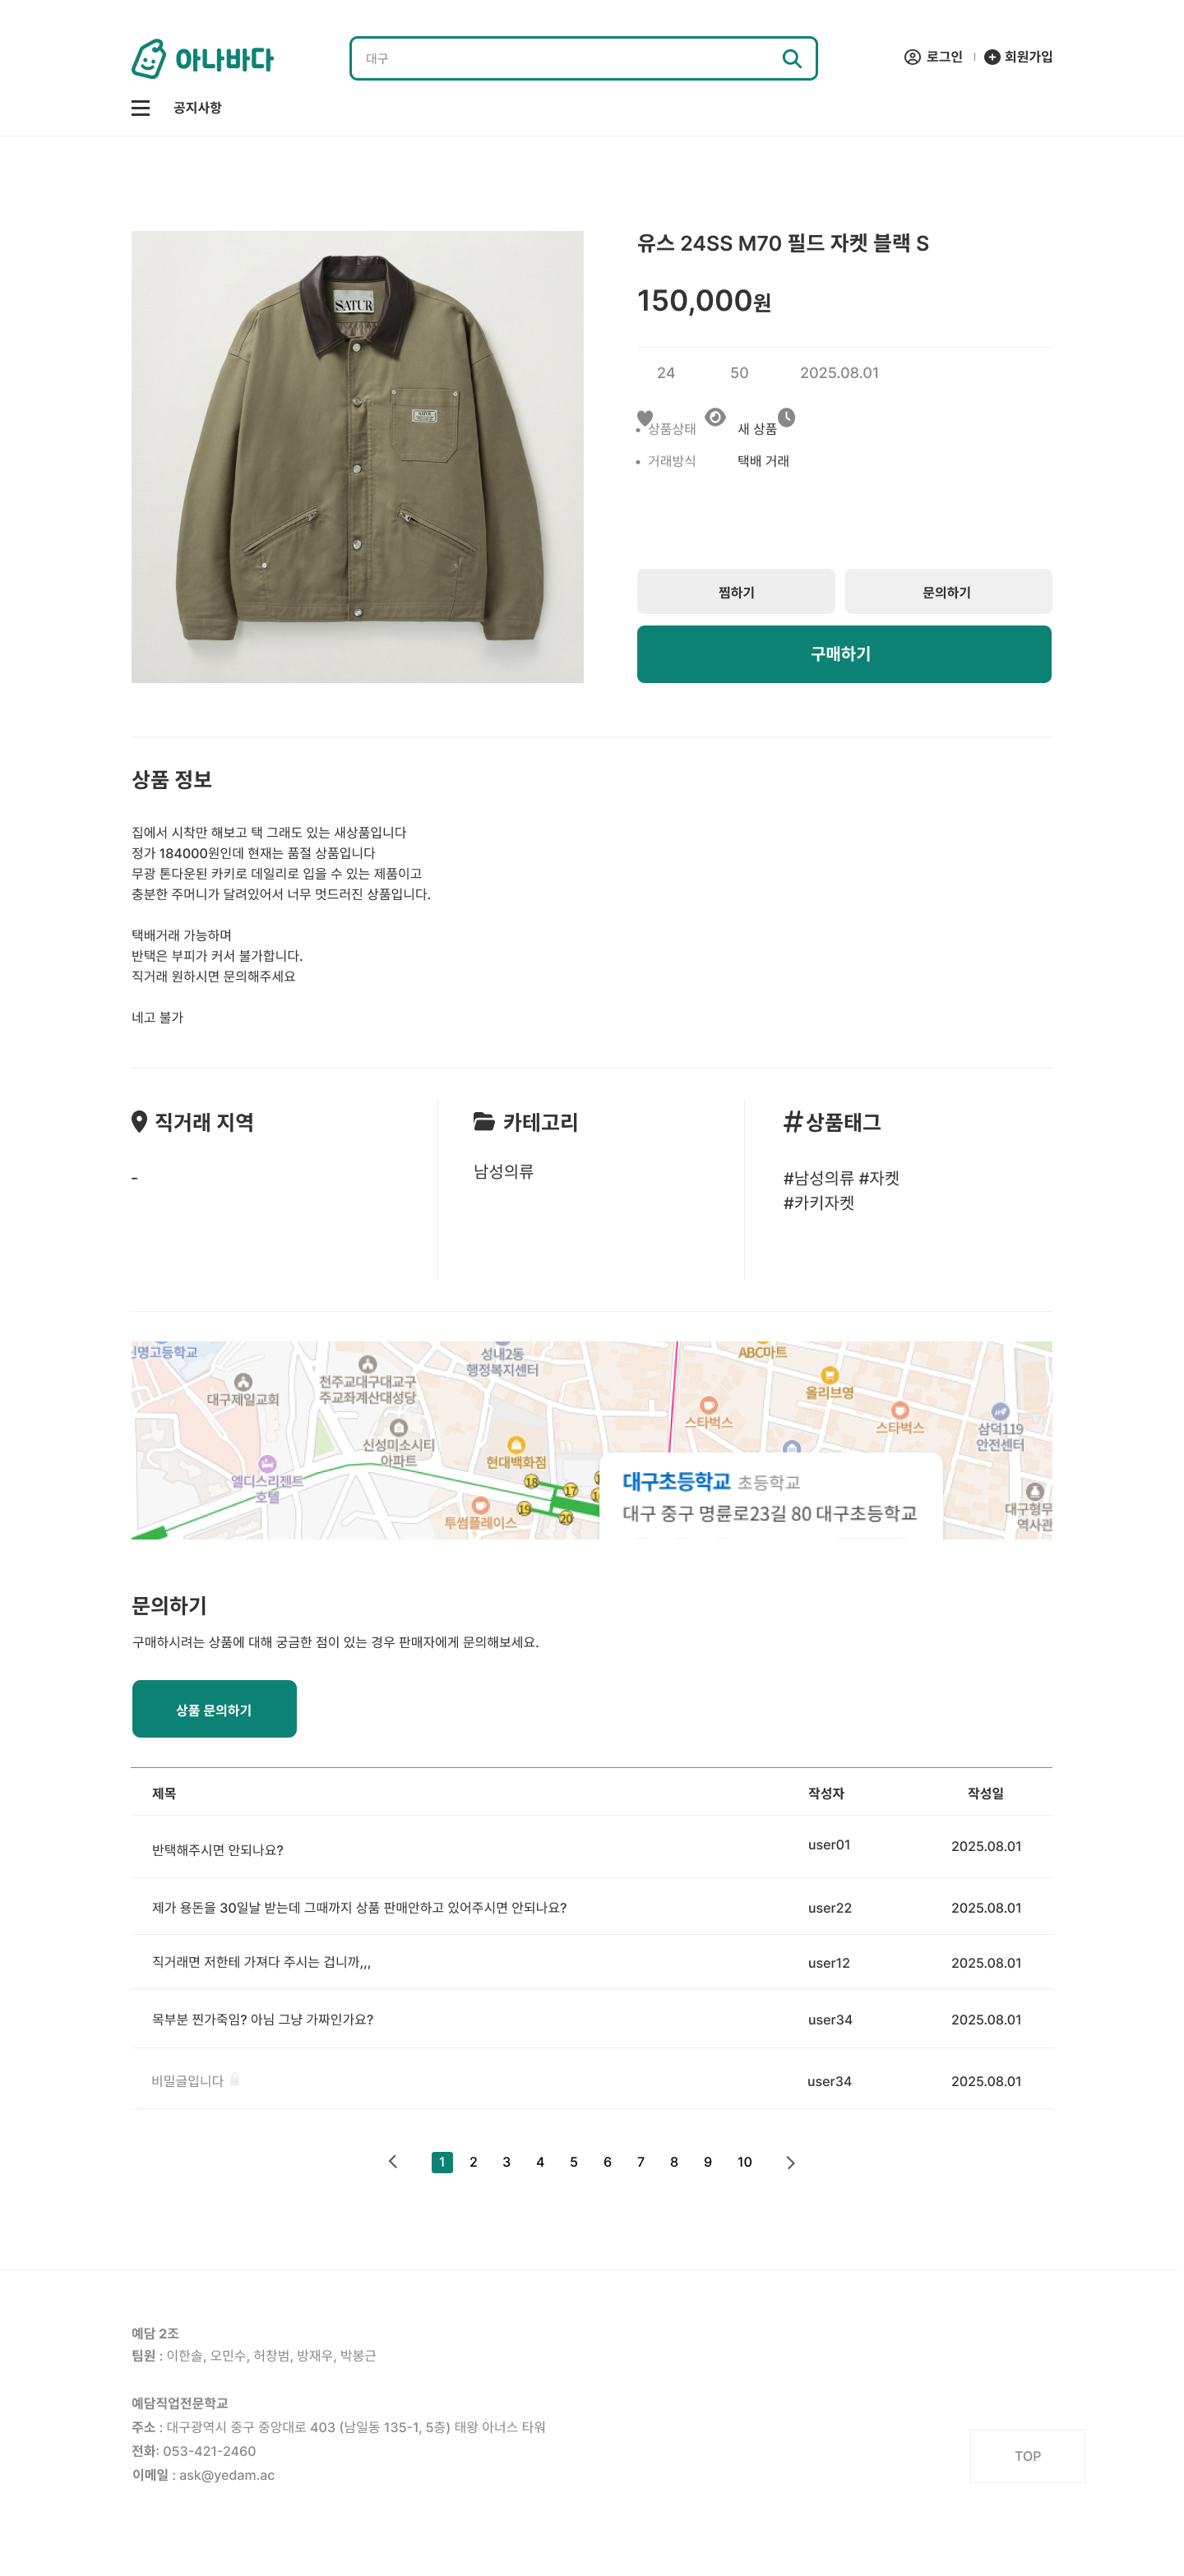 아나바다
대구
로그인
회원가입
공지사항
유스 24SS M70 필드 자켓 블랙 S
150,000원
SATUR
24 50 2025.08.01
상품상태 새 상품
거래방식 택배 거래
찜하기 문의하기
구매하기
상품 정보
집에서 시착만 해보고 택 그래도 있는 새상품입니다
정가 184000원인데 현재는 품절 상품입니다
무광 톤다운된 카키로 데일리로 입을 수 있는 제품이고
충분한 주머니가 달려있어서 너무 멋드러진 상품입니다.
택배거래 가능하며
반택은 부피가 커서 불가합니다.
직거래 원하시면 문의해주세요
네고 불가
직거래 지역
-
카테고리
남성의류
#상품태그
#남성의류 #자켓
#카키자켓
신명고등학교
성내2동
행정복지센터
ABC마트
대구제일교회
천주교대구대교구
주교좌계산대성당
올리브영
스타벅스
스타벅스
삼덕119
안전센터
신성미소시티
아파트
현대백화점
엘디스리젠트
호텔
18
17
19
20
투썸플레이스
대구초등학교 초등학교
대구 중구 명륜로23길 80 대구초등학교
대구형무
역사관
문의하기
구매하시려는 상품에 대해 궁금한 점이 있는 경우 판매자에게 문의해보세요.
상품 문의하기
제목 작성자 작성일
반택해주시면 안되나요? user01 2025.08.01
제가 용돈을 30일날 받는데 그때까지 상품 판매안하고 있어주시면 안되나요? user22 2025.08.01
직거래면 저한테 가져다 주시는 겁니까,,, user12 2025.08.01
목부분 찐가죽임? 아님 그냥 가짜인가요? user34 2025.08.01
비밀글입니다 user34 2025.08.01
1 2 3 4 5 6 7 8 9 10
예담 2조
팀원 : 이한솔, 오민수, 허창범, 방재우, 박봉근
예담직업전문학교
주소 : 대구광역시 중구 중앙대로 403 (남일동 135-1, 5층) 태왕 아너스 타워
전화: 053-421-2460
이메일 : ask@yedam.ac
TOP